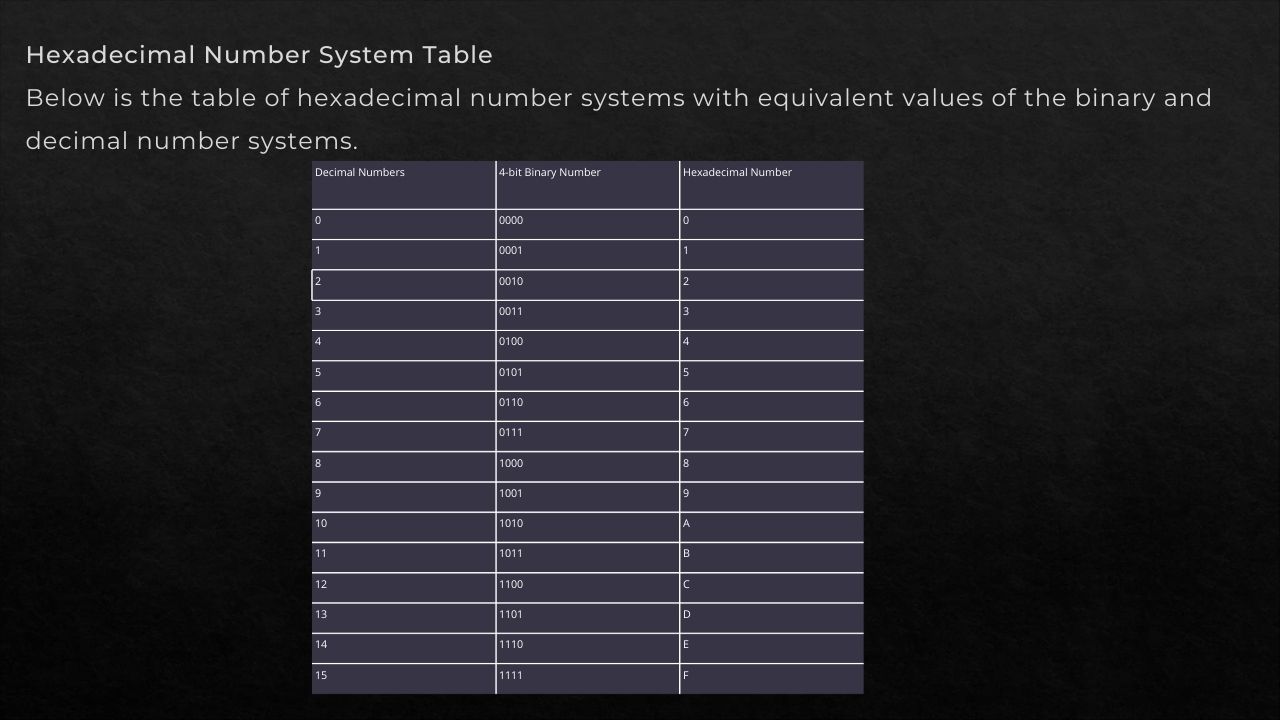 Hexadecimal Number System Table
Below is the table of hexadecimal number systems with equivalent values of the binary and
decimal number systems.
Decimal Numbers 4-bit Binary Number Hexadecimal Number
0 0000 0
1 0001 1
2 0010 2
3 0011 3
4 0100 4
5 0101 5
6 0110 6
7 0111 7
8 1000 8
9 1001 9
10 1010 A
11 1011 B
12 1100 C
13 1101 D
14 1110 E
15 1111 F